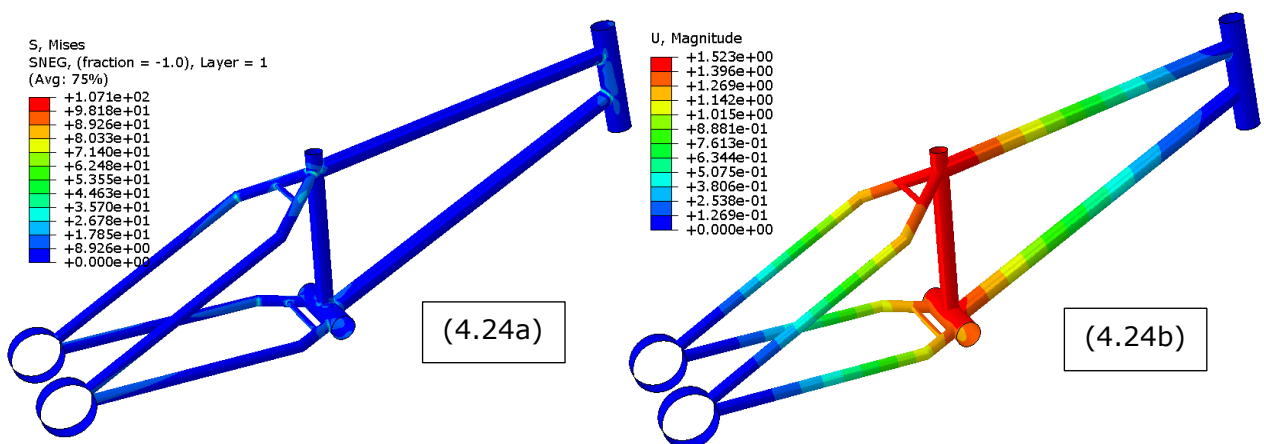 S, Mises
SNEG, (fraction = -1.0), Layer = 1
(Avg: 75%)
+1.071e+02
+9.818e+01
+8.926e+01
+8.033e+01
+7.140e+01
+6.248e+01
+5.355e+01
+4.463e+01
+3.570e+01
+2.678e+01
+1.785e+01
+8.926e+00
+0.000e+00
(4.24a)
U, Magnitude
+1.523e+00
+1.396e+00
+1.269e+00
+1.142e+00
+1.015e+00
+8.881e-01
+7.613e-01
+6.344e-01
+5.075e-01
+3.806e-01
+2.538e-01
+1.269e-01
+0.000e+00
(4.24b)